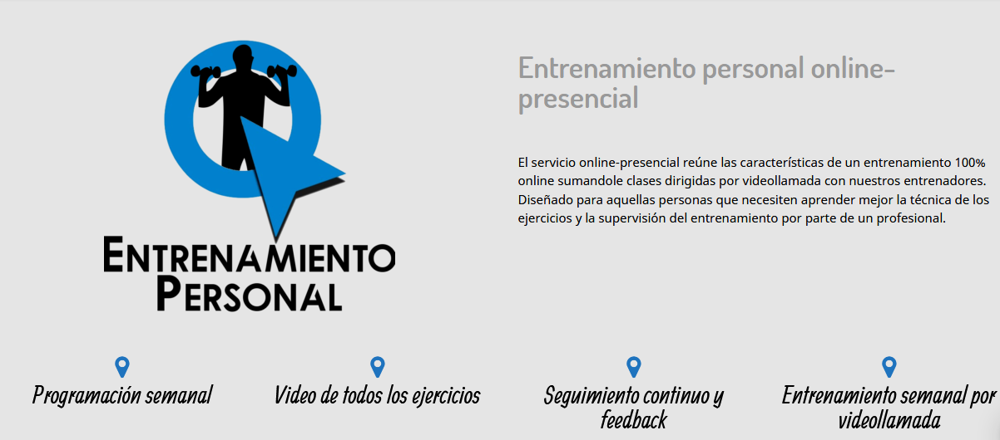 ENTRENAMIENTO
PERSONAL
Entrenamiento personal online-
presencial
El servicio online-presencial reúne las características de un entrenamiento 100%
online sumandole clases dirigidas por videollamada con nuestros entrenadores.
Diseñado para aquellas personas que necesiten aprender mejor la técnica de los
ejercicios y la supervisión del entrenamiento por parte de un profesional.
Programación semanal
Video de todos los ejercicios
Seguimiento continuo y
feedback
Entrenamiento semanal por
videollamada